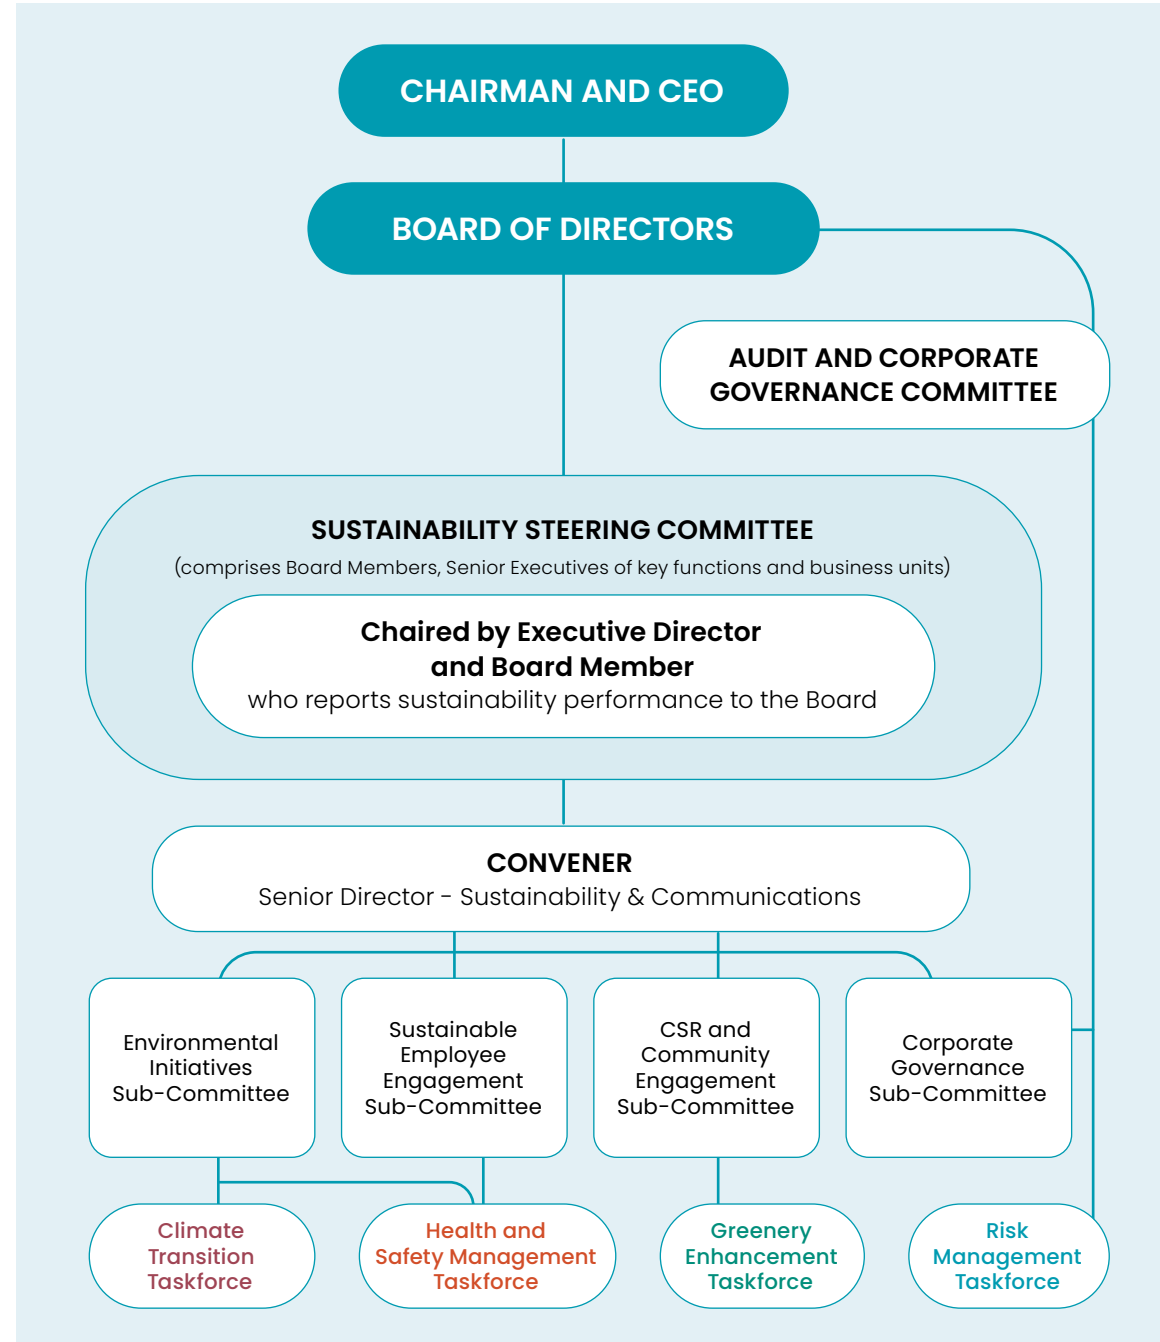 CHAIRMAN AND CEO
BOARD OF DIRECTORS
AUDIT AND CORPORATE
GOVERNANCE COMMITTEE
SUSTAINABILITY STEERING COMMITTEE
(comprises Board Members, Senior Executives of key functions and business units)
Chaired by Executive Director
and Board Member
who reports sustainability performance to the Board
CONVENER
Senior Director - Sustainability & Communications
Environmental
Initiatives
Sub-Committee
Sustainable
Employee
Engagement
Sub-Committee
CSR and
Community
Engagement
Sub-Committee
Corporate
Governance
Sub-Committee
Climate
Transition
Taskforce
Health and
Safety Management
Taskforce
Greenery
Enhancement
Taskforce
Risk
Management
Taskforce